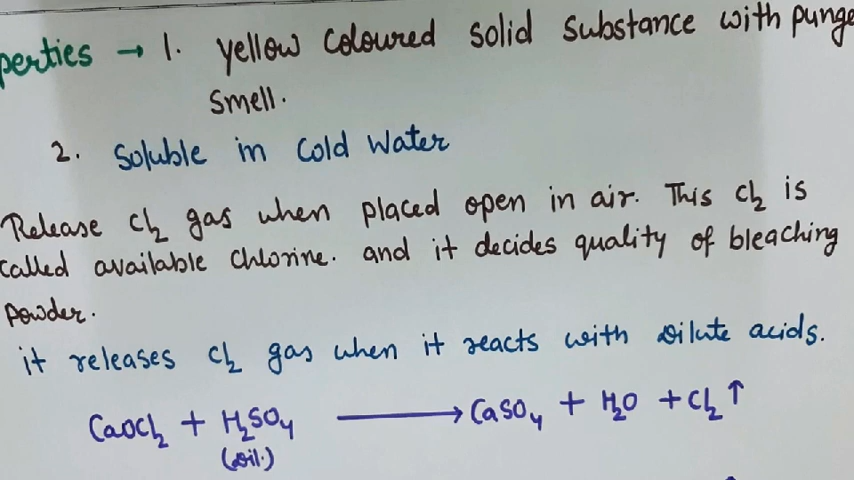 perties → 1. yellow coloured solid substance with punge
smell.
2. Soluble in cold water
Release Cl₂ gas when placed open in air. This Cl₂ is
called available chlorine. and it decides quality of bleaching
powder.
it releases Cl₂ gas when it reacts with dilute acids.
CaOCl₂ + H₂SO₄ ⟶ CaSO₄ + H₂O + Cl₂ ↑
(dil.)